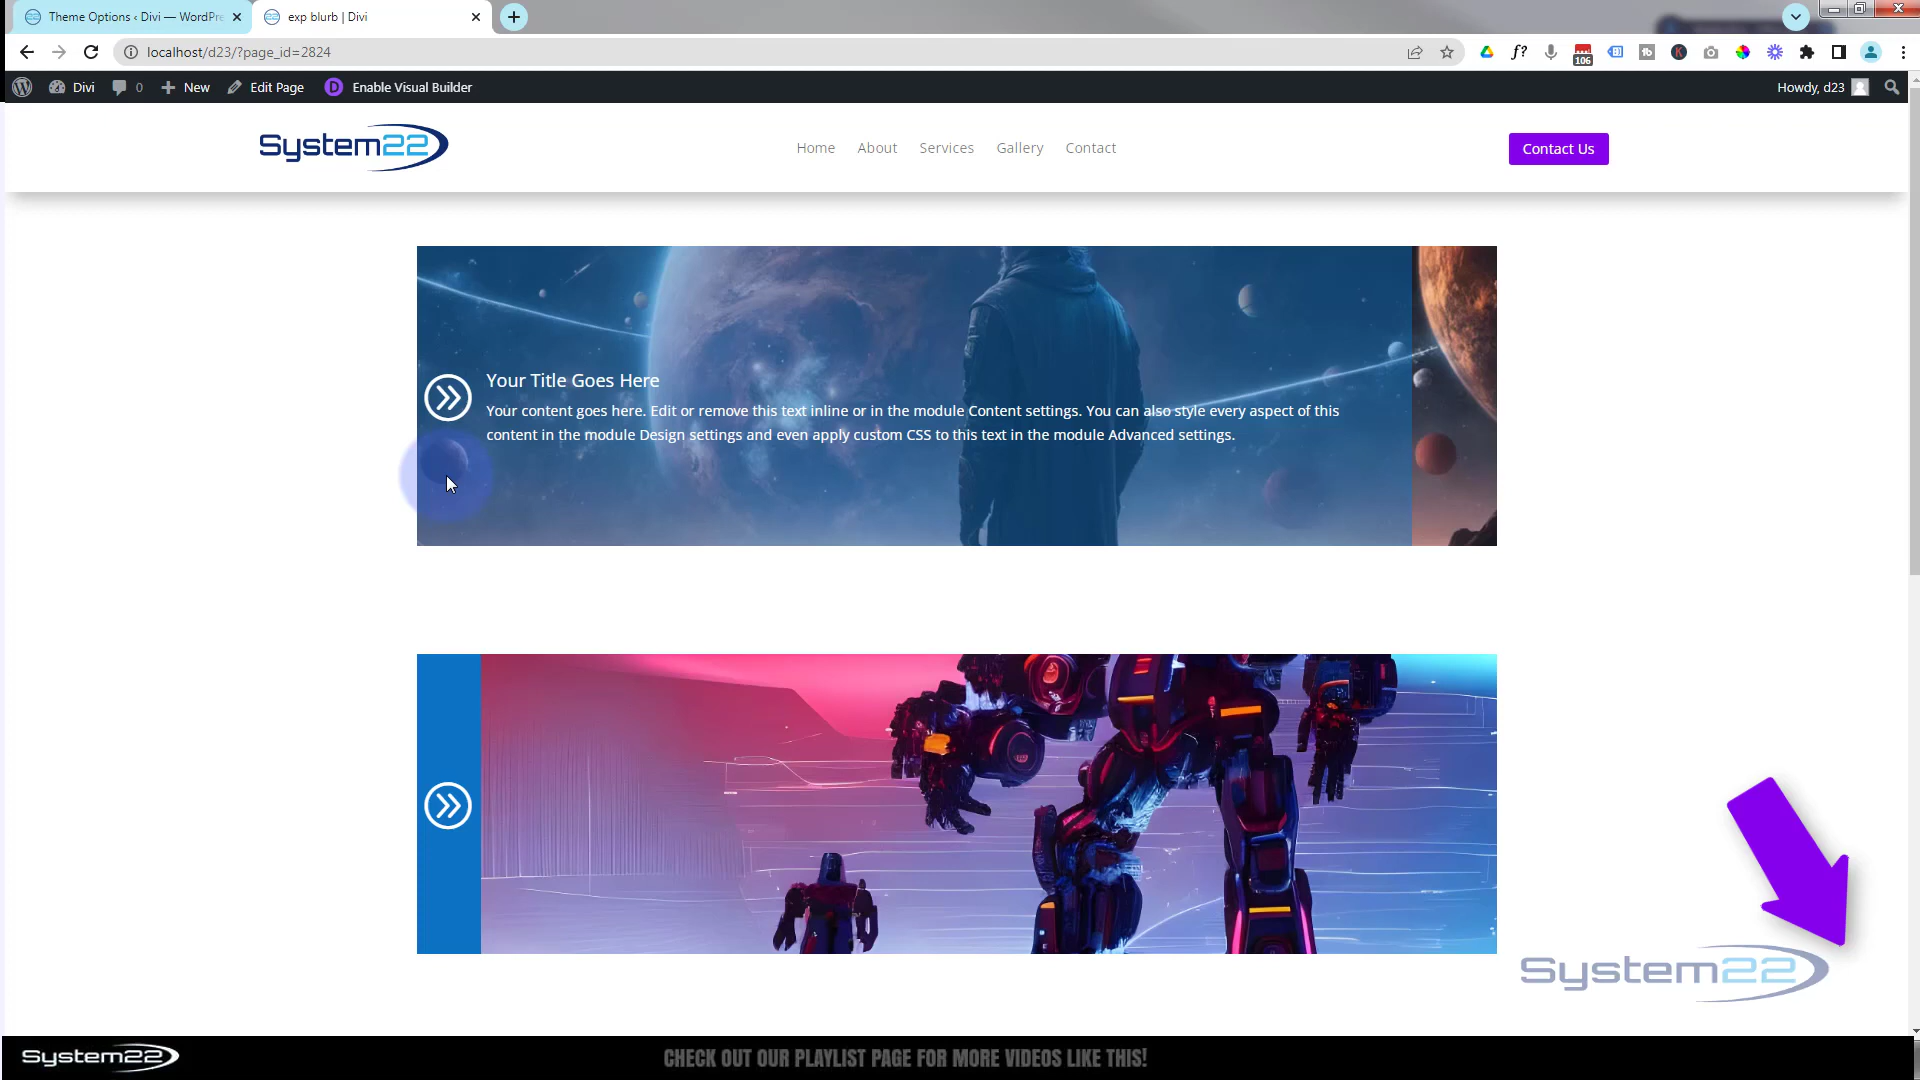 Theme Options ‹ Divi — WordPre
exp blurb | Divi
localhost/d23/?page_id=2824
f?
106
tb
K
Divi
0
New
Edit Page
D
Enable Visual Builder
Howdy, d23
System22
Home
About
Services
Gallery
Contact
Contact Us
Your Title Goes Here
Your content goes here. Edit or remove this text inline or in the module Content settings. You can also style every aspect of this
content in the module Design settings and even apply custom CSS to this text in the module Advanced settings.
System22
System22
CHECK OUT OUR PLAYLIST PAGE FOR MORE VIDEOS LIKE THIS!